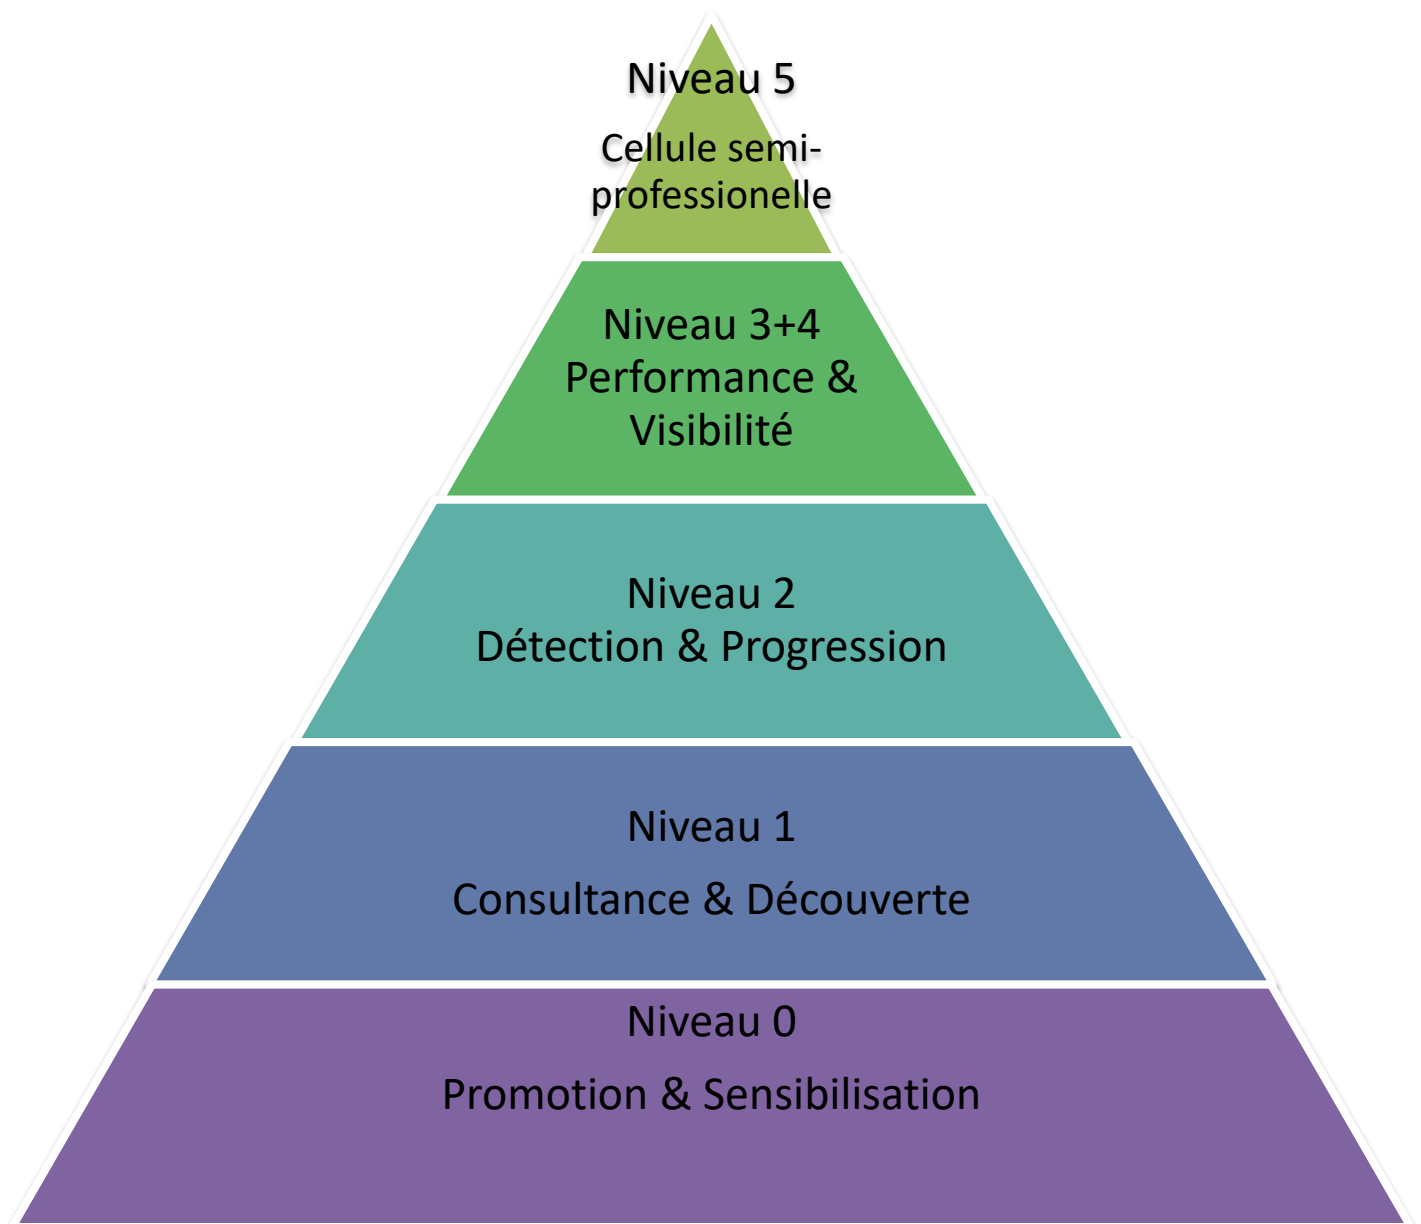 Niveau 5
Cellule semi-
professionelle
Niveau 3+4
Performance &
Visibilité
Niveau 2
Détection & Progression
Niveau 1
Consultance & Découverte
Niveau 0
Promotion & Sensibilisation